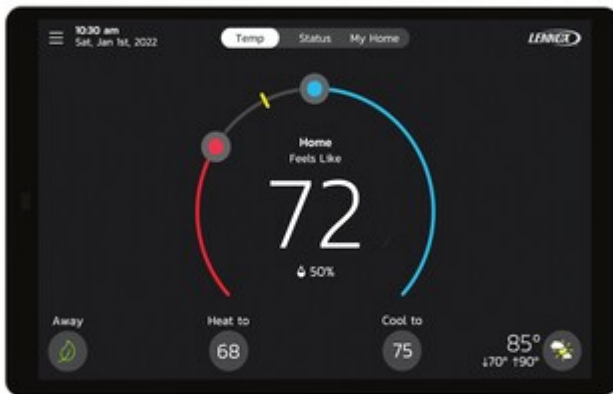 10:30 am
Sat, Jan 1st, 2022
Temp Status My Home
LENNOX
Home
Feels Like
72
50%
Away
Heat to
68
Cool to
75
85°
↓70° ↑90°